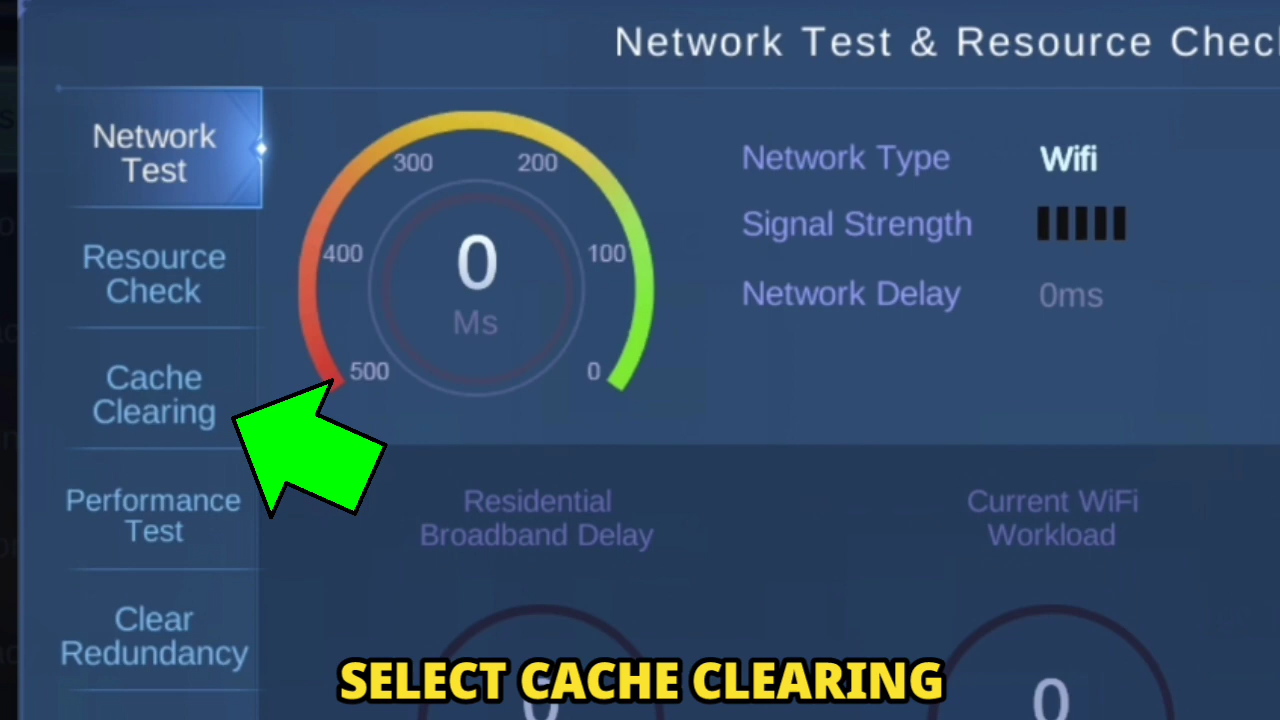 Network Test & Resource Chec
Network
Test
Resource
Check
Cache
Clearing
Performance
Test
Clear
Redundancy
300
200
400
100
500
0
0
Ms
Network Type
Wifi
Signal Strength
Network Delay
0ms
Residential
Broadband Delay
Current WiFi
Workload
0
0
SELECT CACHE CLEARING